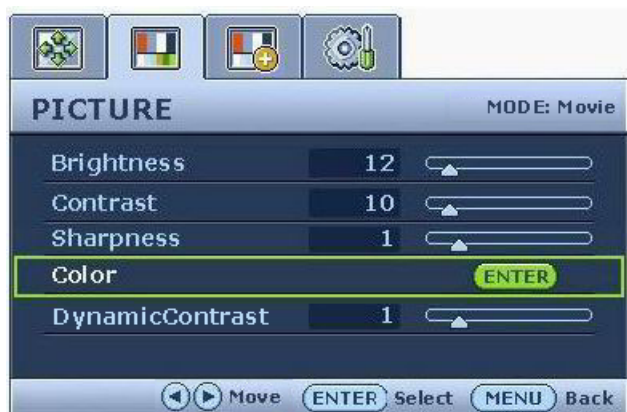 PICTURE MODE: Movie
Brightness 12
Contrast 10
Sharpness 1
Color ENTER
DynamicContrast 1
Move ENTER Select MENU Back